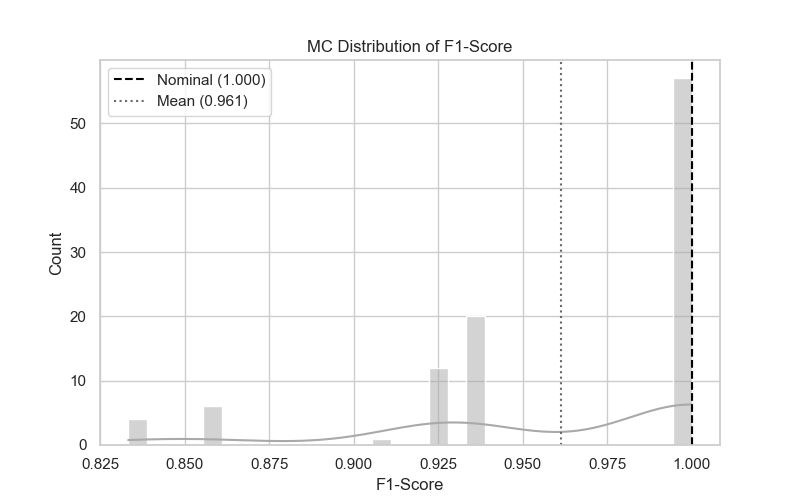 MC Distribution of F1-Score
Nominal (1.000)
Mean (0.961)
Count
50
40
30
20
10
0
0.825 0.850 0.875 0.900 0.925 0.950 0.975 1.000
F1-Score